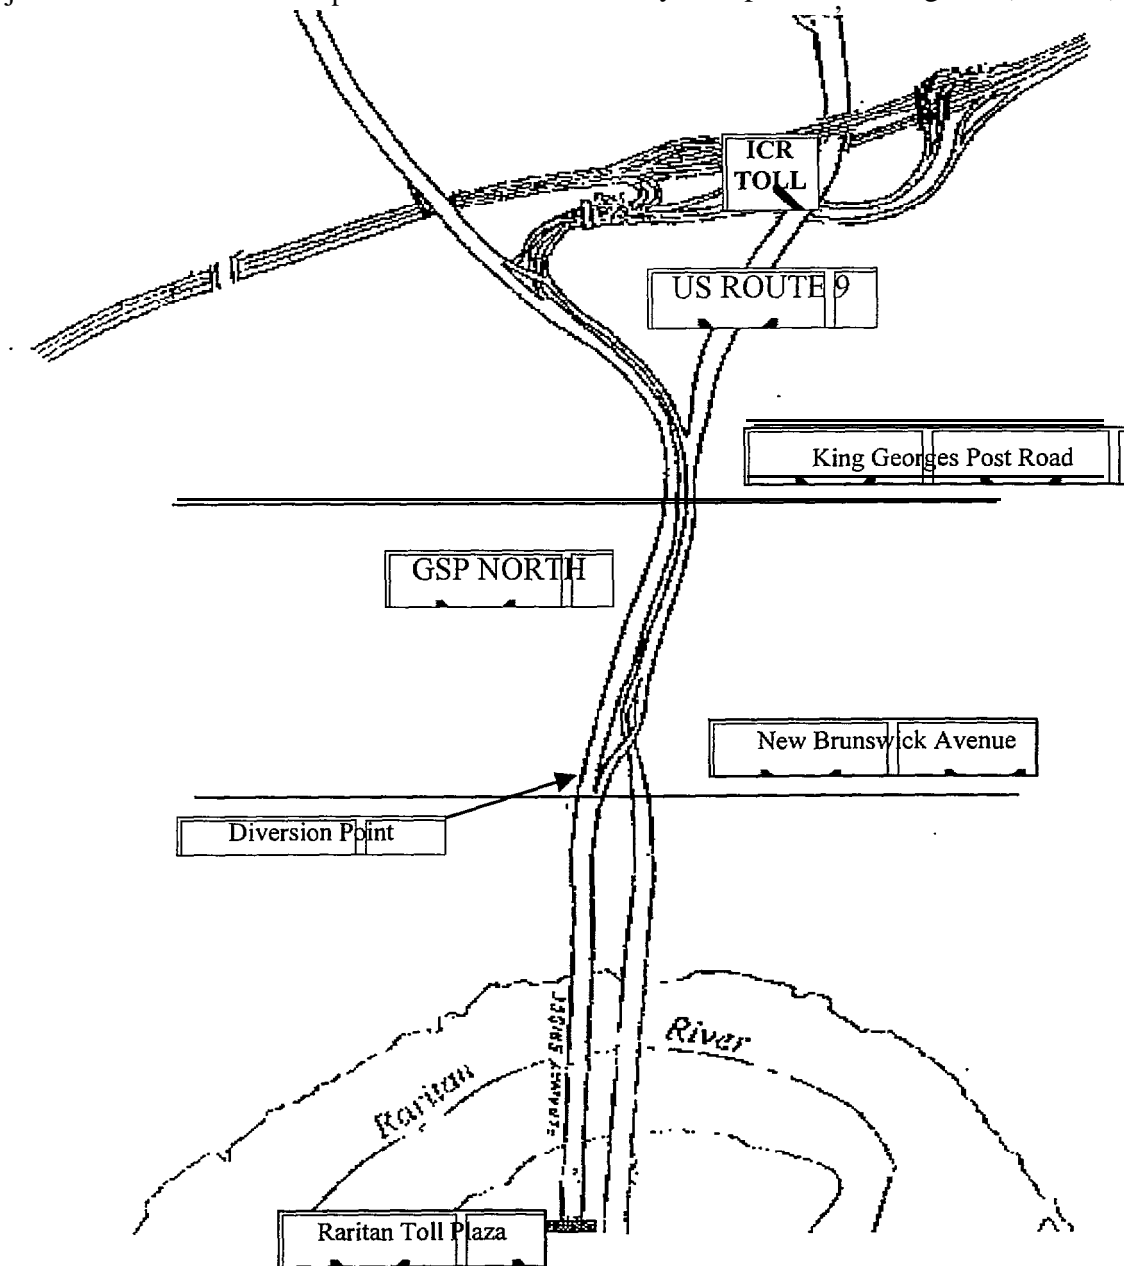 ICR
TOLL
US ROUTE 9
King Georges Post Road
GSP NORTH
New Brunswick Avenue
Diversion Point
River
Raritan
Raritan Toll Plaza